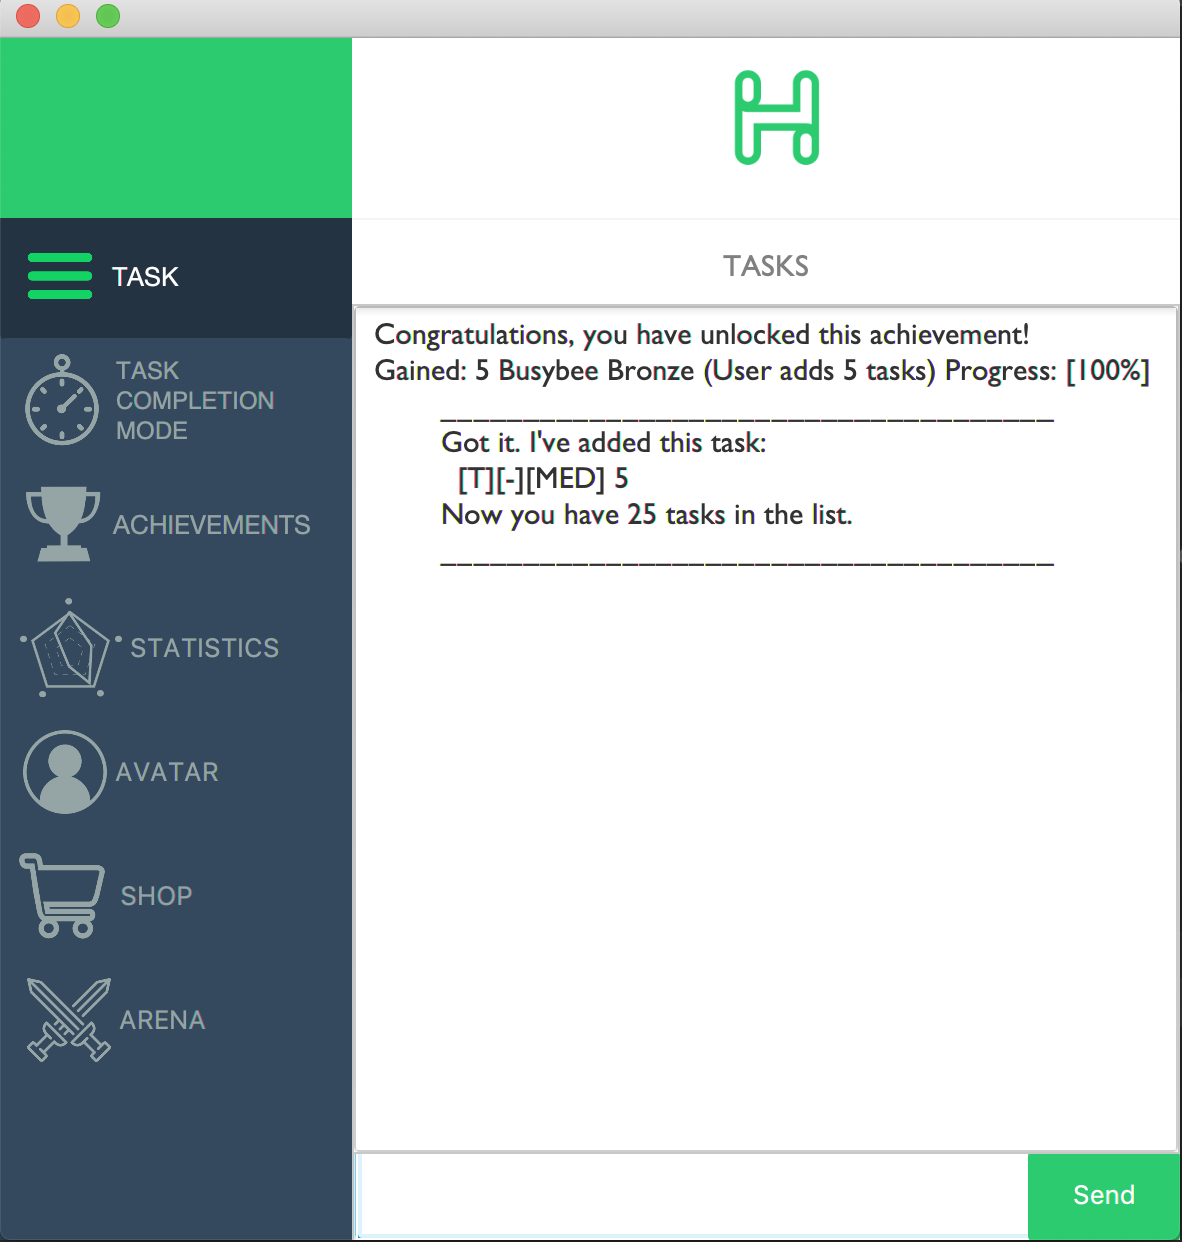 TASK
TASK
COMPLETION
MODE
ACHIEVEMENTS
STATISTICS
AVATAR
SHOP
ARENA
H
TASKS
Congratulations, you have unlocked this achievement!
Gained: 5 Busybee Bronze (User adds 5 tasks) Progress: [100%]
_____________________________________
Got it. I've added this task:
[T][-][MED] 5
Now you have 25 tasks in the list.
_____________________________________
Send